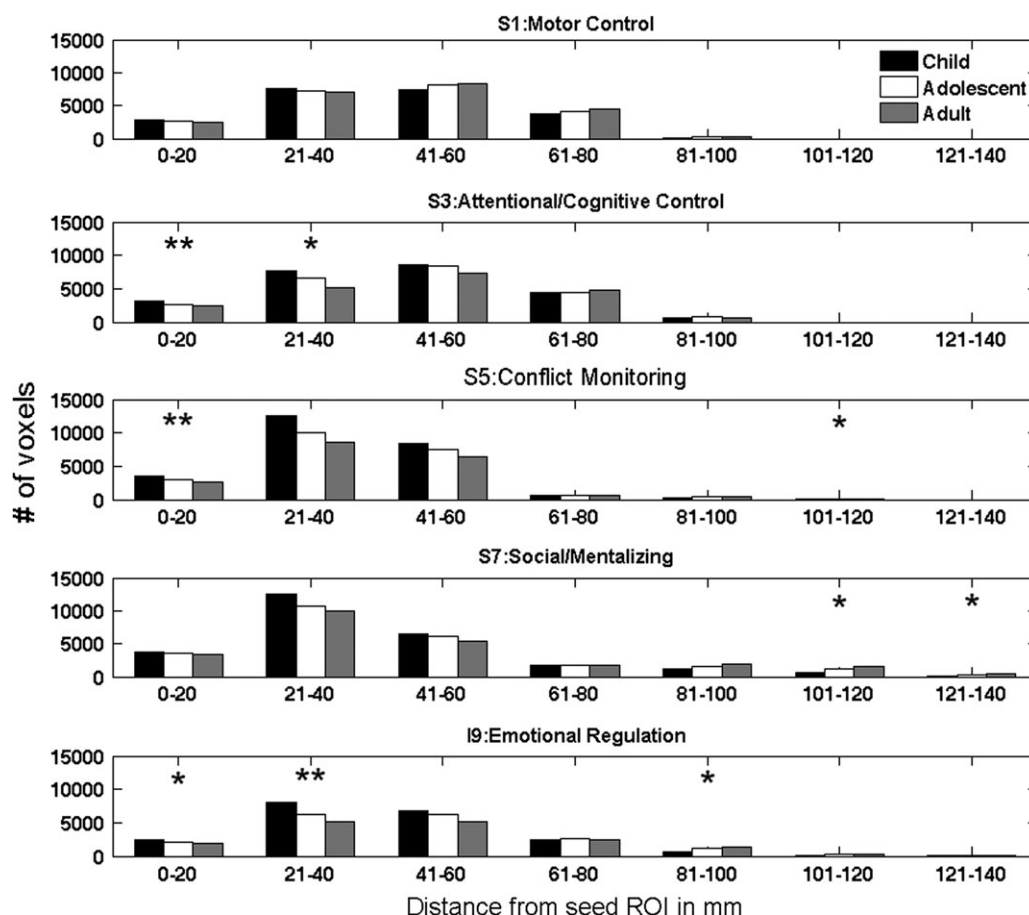 S1:Motor Control
15000
10000
5000
0
Child
Adolescent
Adult
0-20 21-40 41-60 61-80 81-100 101-120 121-140
S3:Attentional/Cognitive Control
15000
10000
5000
0
** *
0-20 21-40 41-60 61-80 81-100 101-120 121-140
S5:Conflict Monitoring
15000
10000
5000
0
** *
0-20 21-40 41-60 61-80 81-100 101-120 121-140
S7:Social/Mentalizing
15000
10000
5000
0
* *
0-20 21-40 41-60 61-80 81-100 101-120 121-140
I9:Emotional Regulation
15000
10000
5000
0
* ** *
0-20 21-40 41-60 61-80 81-100 101-120 121-140
# of voxels
Distance from seed ROI in mm